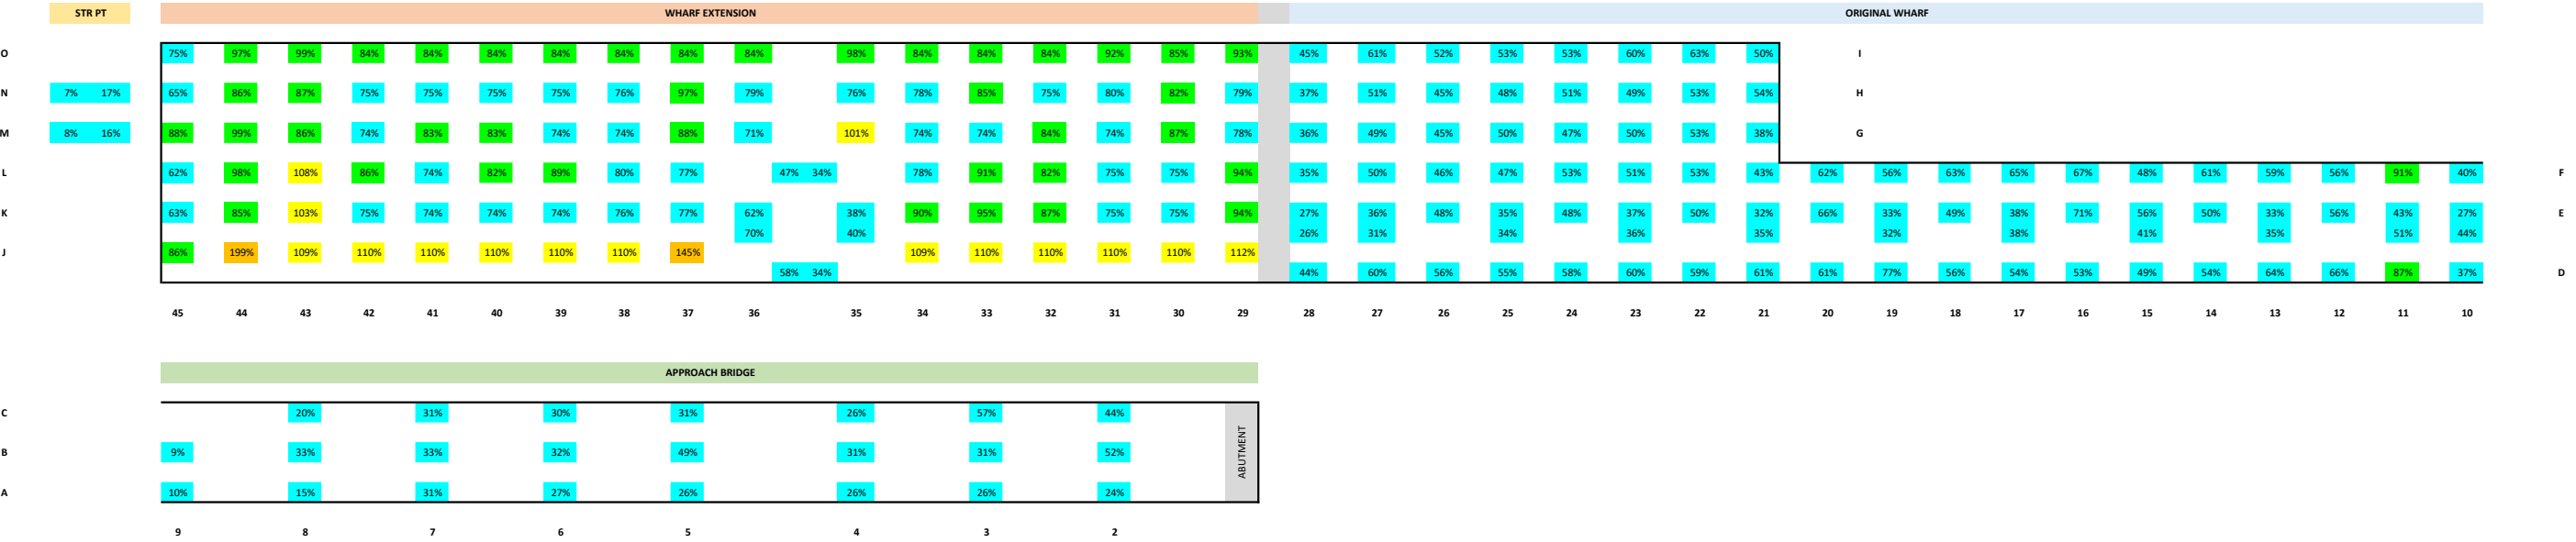 STR PT WHARF EXTENSION ORIGINAL WHARF
O 75% 97% 99% 84% 84% 84% 84% 84% 84% 84% 98% 84% 84% 84% 92% 85% 93% 45% 61% 52% 53% 53% 60% 63% 50% I
N 7% 17% 65% 86% 87% 75% 75% 75% 75% 76% 97% 79% 76% 78% 85% 75% 80% 82% 79% 37% 51% 45% 48% 51% 49% 53% 54% H
M 8% 16% 88% 99% 86% 74% 83% 83% 74% 74% 88% 71% 101% 74% 74% 84% 74% 87% 78% 36% 49% 45% 50% 47% 50% 53% 38% G
L 62% 98% 108% 86% 74% 82% 89% 80% 77% 47% 34% 78% 91% 82% 75% 75% 94% 35% 50% 46% 47% 53% 51% 53% 43% 62% 56% 63% 65% 67% 48% 61% 59% 56% 91% 40% F
K 63% 85% 103% 75% 74% 74% 74% 76% 77% 62% 38% 90% 95% 87% 75% 75% 94% 27% 36% 48% 35% 48% 37% 50% 32% 66% 33% 49% 38% 71% 56% 50% 33% 56% 43% 27% E
70% 40% 26% 31% 34% 36% 35% 32% 38% 41% 35% 51% 44%
J 86% 199% 109% 110% 110% 110% 110% 110% 145% 109% 110% 110% 110% 110% 112%
58% 34% 44% 60% 56% 55% 58% 60% 59% 61% 61% 77% 56% 54% 53% 49% 54% 64% 66% 87% 37% D
45 44 43 42 41 40 39 38 37 36 35 34 33 32 31 30 29 28 27 26 25 24 23 22 21 20 19 18 17 16 15 14 13 12 11 10
APPROACH BRIDGE
C 20% 31% 30% 31% 26% 57% 44%
B 9% 33% 33% 32% 49% 31% 31% 52% ABUTMENT
A 10% 15% 31% 27% 26% 26% 26% 24%
9 8 7 6 5 4 3 2